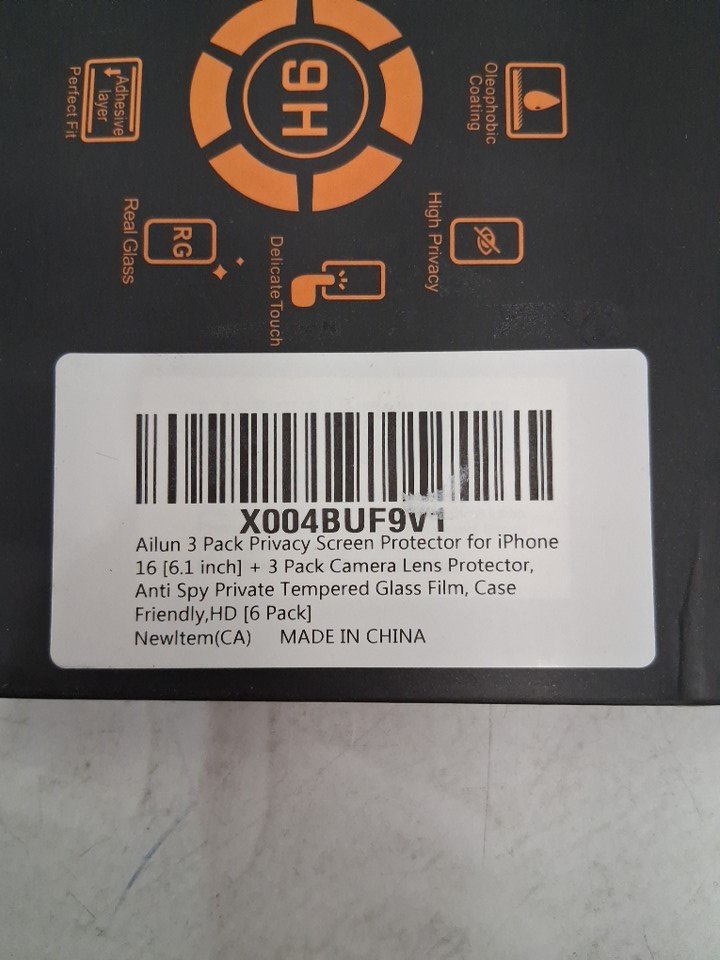 9H
Oleophobic
Coating
Adhesive
layer
Perfect Fit
High Privacy
RG
Real Glass
Delicate Touch
X004BUF9V1
Ailun 3 Pack Privacy Screen Protector for iPhone
16 [6.1 inch] + 3 Pack Camera Lens Protector,
Anti Spy Private Tempered Glass Film, Case
Friendly,HD [6 Pack]
NewItem(CA) MADE IN CHINA